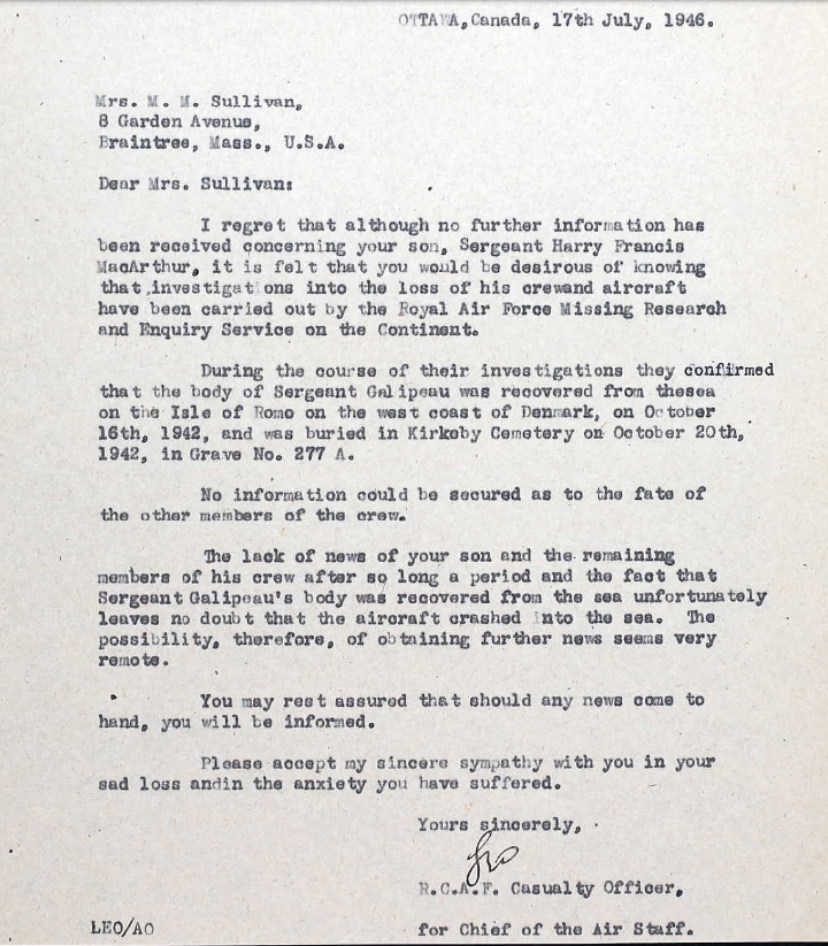 OTTAWA,Canada, 17th July, 1946.
Mrs. M. M. Sullivan,
8 Garden Avenue,
Braintree, Mass., U.S.A.
Dear Mrs. Sullivan:
I regret that although no further information has
been received concerning your son, Sergeant Harry Francis
MacArthur, it is felt that you would be desirous of knowing
that investigations into the loss of his crewand aircraft
have been carried out by the Royal Air Force Missing Research
and Enquiry Service on the Continent.
During the course of their investigations they confirmed
that the body of Sergeant Galipeau was recovered from thesea
on the Isle of Romo on the west coast of Denmark, on October
16th, 1942, and was buried in Kirkeby Cemetery on October 20th,
1942, in Grave No. 277 A.
No information could be secured as to the fate of
the other members of the crew.
The lack of news of your son and the remaining
members of his crew after so long a period and the fact that
Sergeant Galipeau's body was recovered from the sea unfortunately
leaves no doubt that the aircraft crashed into the sea. The
possibility, therefore, of obtaining further news seems very
remote.
You may rest assured that should any news come to
hand, you will be informed.
Please accept my sincere sympathy with you in your
sad loss andin the anxiety you have suffered.
Yours sincerely,
R.C.A.F. Casualty Officer,
LEO/AO
for Chief of the Air Staff.